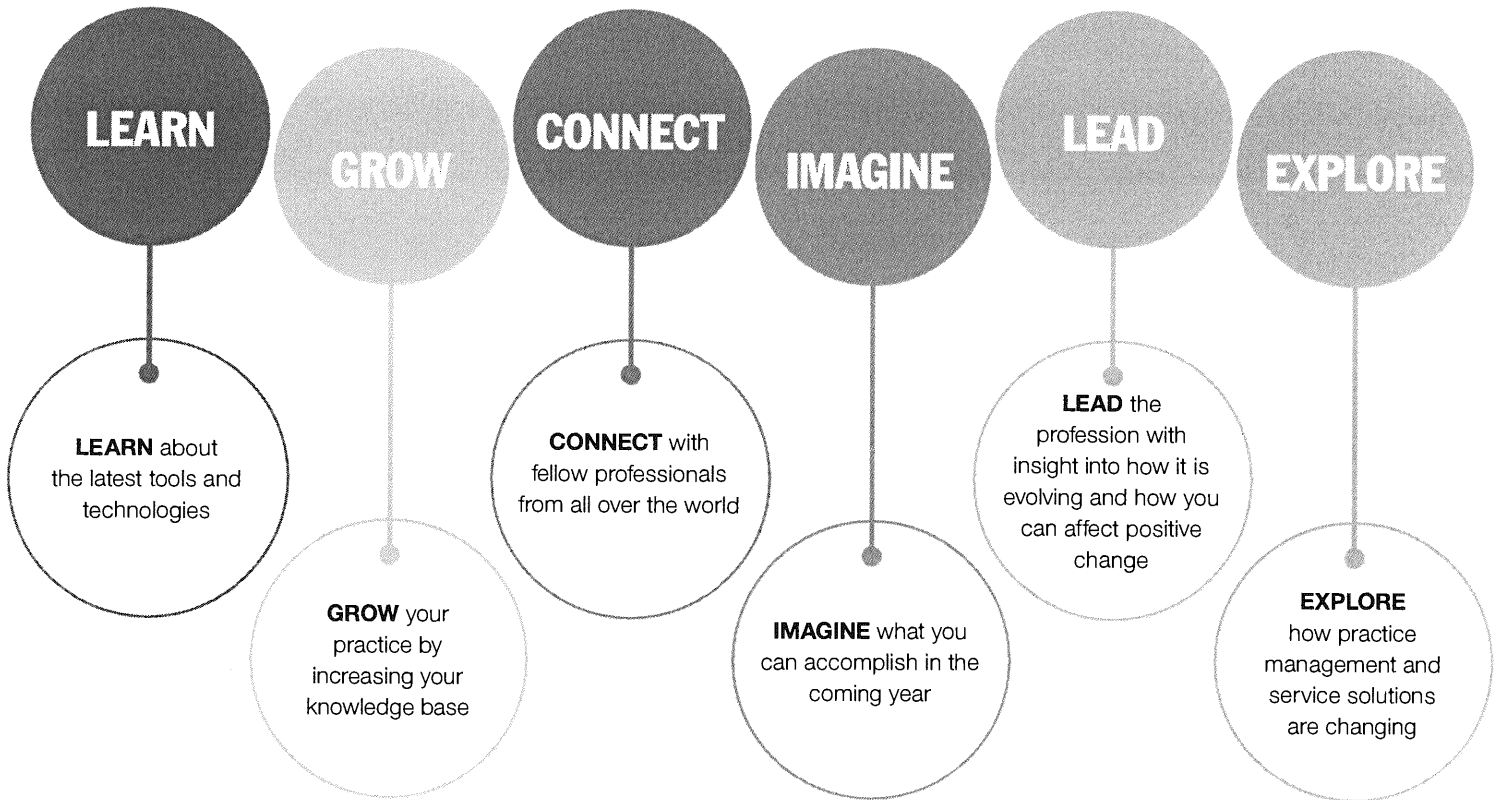 LEARN
GROW
CONNECT
IMAGINE
LEAD
EXPLORE
LEARN about
the latest tools and
technologies
GROW your
practice by
increasing your
knowledge base
CONNECT with
fellow professionals
from all over the world
IMAGINE what you
can accomplish in the
coming year
LEAD the
profession with
insight into how it is
evolving and how you
can affect positive
change
EXPLORE
how practice
management and
service solutions
are changing